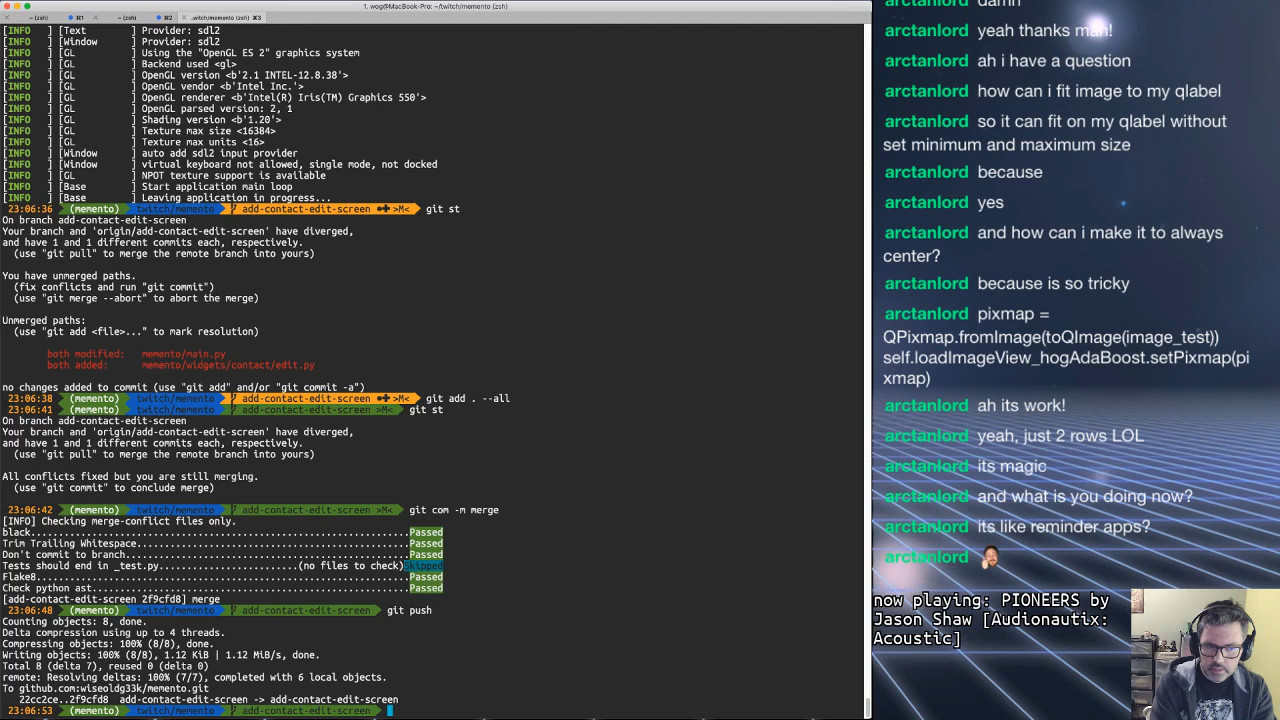 1. wog@MacBook-Pro: ~/twitch/memento (zsh)
~ (zsh) ⌘1 ~ (zsh) ⌘2 ..witch/memento (zsh) ⌘3
[INFO   ] [Text        ] Provider: sdl2
[INFO   ] [Window      ] Provider: sdl2
[INFO   ] [GL          ] Using the "OpenGL ES 2" graphics system
[INFO   ] [GL          ] Backend used <gl>
[INFO   ] [GL          ] OpenGL version <b'2.1 INTEL-12.8.38'>
[INFO   ] [GL          ] OpenGL vendor <b'Intel Inc.'>
[INFO   ] [GL          ] OpenGL renderer <b'Intel(R) Iris(TM) Graphics 550'>
[INFO   ] [GL          ] OpenGL parsed version: 2, 1
[INFO   ] [GL          ] Shading version <b'1.20'>
[INFO   ] [GL          ] Texture max size <16384>
[INFO   ] [GL          ] Texture max units <16>
[INFO   ] [Window      ] auto add sdl2 input provider
[INFO   ] [Window      ] virtual keyboard not allowed, single mode, not docked
[INFO   ] [GL          ] NPOT texture support is available
[INFO   ] [Base        ] Start application main loop
[INFO   ] [Base        ] Leaving application in progress...
23:06:36 (memento) twitch/memento add-contact-edit-screen ●✚ >M< git st
On branch add-contact-edit-screen
Your branch and 'origin/add-contact-edit-screen' have diverged,
and have 1 and 1 different commits each, respectively.
(use "git pull" to merge the remote branch into yours)
You have unmerged paths.
(fix conflicts and run "git commit")
(use "git merge --abort" to abort the merge)
Unmerged paths:
(use "git add <file>..." to mark resolution)
both modified:   memento/main.py
both added:      memento/widgets/contact/edit.py
no changes added to commit (use "git add" and/or "git commit -a")
23:06:38 (memento) twitch/memento add-contact-edit-screen ●✚ >M< git add . --all
23:06:41 (memento) twitch/memento add-contact-edit-screen >M< git st
On branch add-contact-edit-screen
Your branch and 'origin/add-contact-edit-screen' have diverged,
and have 1 and 1 different commits each, respectively.
(use "git pull" to merge the remote branch into yours)
All conflicts fixed but you are still merging.
(use "git commit" to conclude merge)
23:06:42 (memento) twitch/memento add-contact-edit-screen >M< git com -m merge
[INFO] Checking merge-conflict files only.
black....................................................................Passed
Trim Trailing Whitespace.................................................Passed
Don't commit to branch...................................................Passed
Tests should end in _test.py.........................(no files to check)Skipped
Flake8...................................................................Passed
Check python ast.........................................................Passed
[add-contact-edit-screen 2f9cfd8] merge
23:06:48 (memento) twitch/memento add-contact-edit-screen git push
Counting objects: 8, done.
Delta compression using up to 4 threads.
Compressing objects: 100% (8/8), done.
Writing objects: 100% (8/8), 1.12 KiB | 1.12 MiB/s, done.
Total 8 (delta 7), reused 0 (delta 0)
remote: Resolving deltas: 100% (7/7), completed with 6 local objects.
To github.com:wiseoldg33k/memento.git
22cc2ce..2f9cfd8  add-contact-edit-screen -> add-contact-edit-screen
23:06:53 (memento) twitch/memento add-contact-edit-screen
damn
arctanlord yeah thanks man!
arctanlord ah i have a question
arctanlord how can i fit image to my qlabel
arctanlord so it can fit on my qlabel without
set minimum and maximum size
arctanlord because
arctanlord yes
arctanlord and how can i make it to always
center?
arctanlord because is so tricky
arctanlord pixmap =
QPixmap.fromImage(toQImage(image_test))
self.loadImageView_hogAdaBoost.setPixmap(pi
xmap)
arctanlord ah its work!
arctanlord yeah, just 2 rows LOL
arctanlord its magic
arctanlord and what is you doing now?
arctanlord its like reminder apps?
arctanlord
now playing: PIONEERS by
Jason Shaw [Audionautix:
Acoustic]